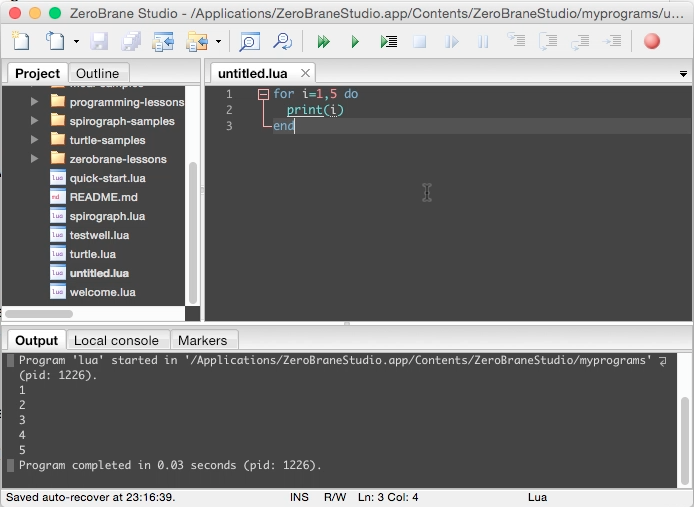 ZeroBrane Studio - /Applications/ZeroBraneStudio.app/Contents/ZeroBraneStudio/myprograms/u...
Project
Outline
programming-lessons
spirograph-samples
turtle-samples
zerobrane-lessons
quick-start.lua
README.md
spirograph.lua
testwell.lua
turtle.lua
untitled.lua
welcome.lua
untitled.lua
1 for i=1,5 do
2 print(i)
3 end
Output
Local console
Markers
Program 'lua' started in '/Applications/ZeroBraneStudio.app/Contents/ZeroBraneStudio/myprograms'
(pid: 1226).
1
2
3
4
5
Program completed in 0.03 seconds (pid: 1226).
Saved auto-recover at 23:16:39.
INS
R/W
Ln: 3 Col: 4
Lua